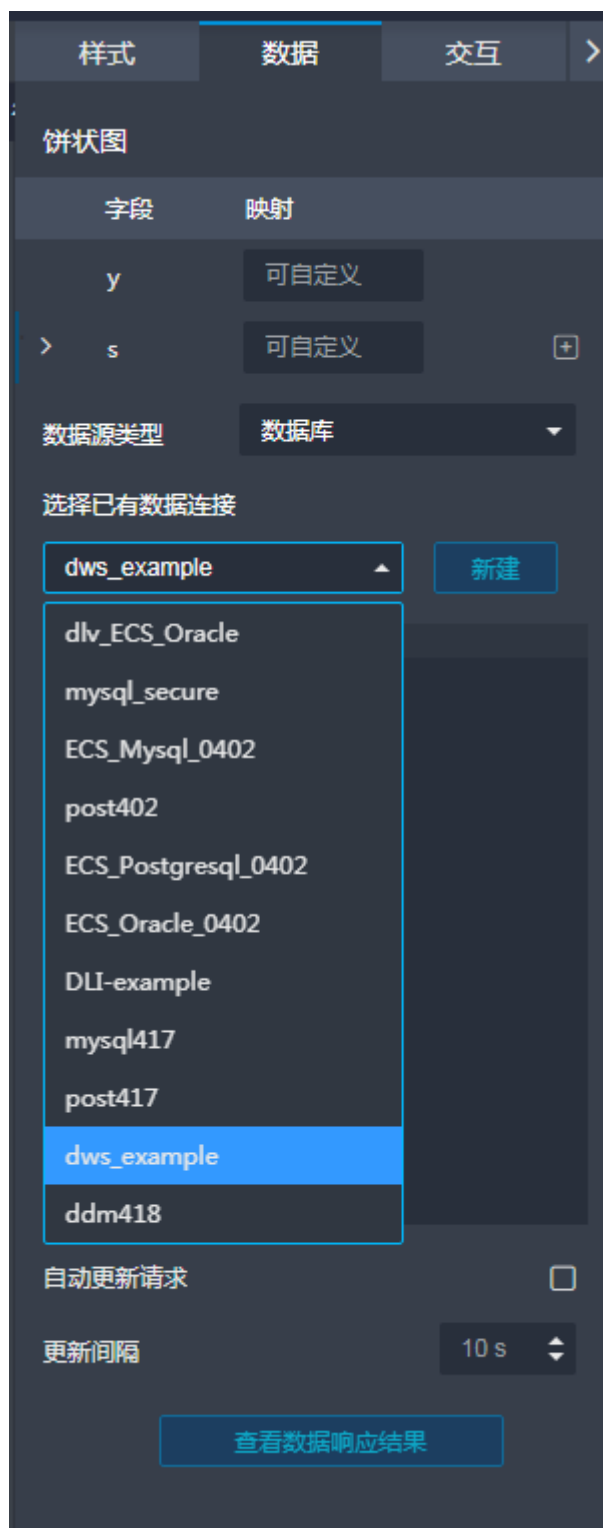 样式 数据 交互
饼状图
字段 映射
y 可自定义
s 可自定义
数据源类型 数据库
选择已有数据连接
dws_example 新建
dlv_ECS_Oracle
mysql_secure
ECS_Mysql_0402
post402
ECS_Postgresql_0402
ECS_Oracle_0402
DLI-example
mysql417
post417
dws_example
ddm418
自动更新请求
更新间隔 10 s
查看数据响应结果